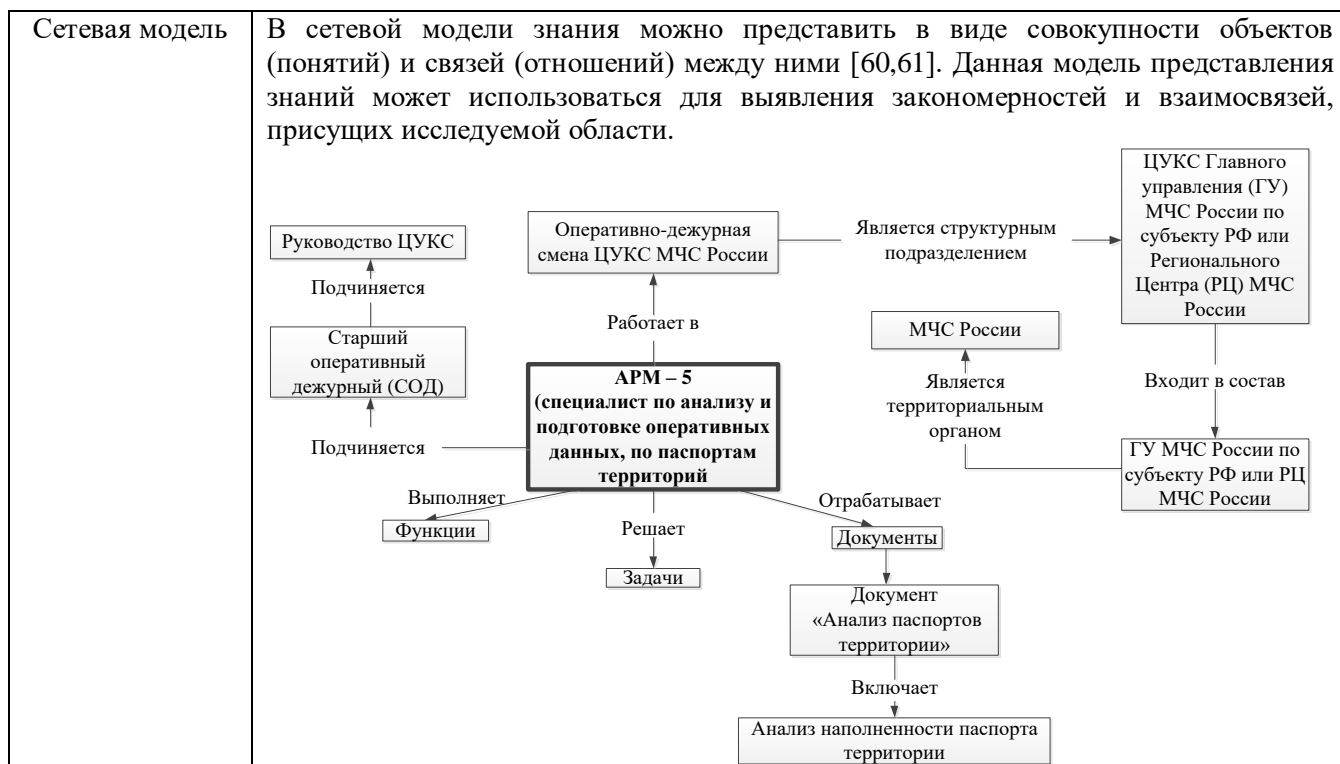 Сетевая модель
В сетевой модели знания можно представить в виде совокупности объектов
(понятий) и связей (отношений) между ними [60,61]. Данная модель представления
знаний может использоваться для выявления закономерностей и взаимосвязей,
присущих исследуемой области.
Руководство ЦУКС
Подчиняется
Старший
оперативный
дежурный (СОД)
Подчиняется
Оперативно-дежурная
смена ЦУКС МЧС России
Работает в
Является структурным
подразделением
ЦУКС Главного
управления (ГУ)
МЧС России по
субъекту РФ или
Регионального
Центра (РЦ) МЧС
России
МЧС России
Является
территориальным
органом
Входит в состав
ГУ МЧС России по
субъекту РФ или РЦ
МЧС России
АРМ – 5
(специалист по анализу и
подготовке оперативных
данных, по паспортам
территорий
Выполняет
Функции
Решает
Задачи
Отрабатывает
Документы
Документ
«Анализ паспортов
территории»
Включает
Анализ наполненности паспорта
территории